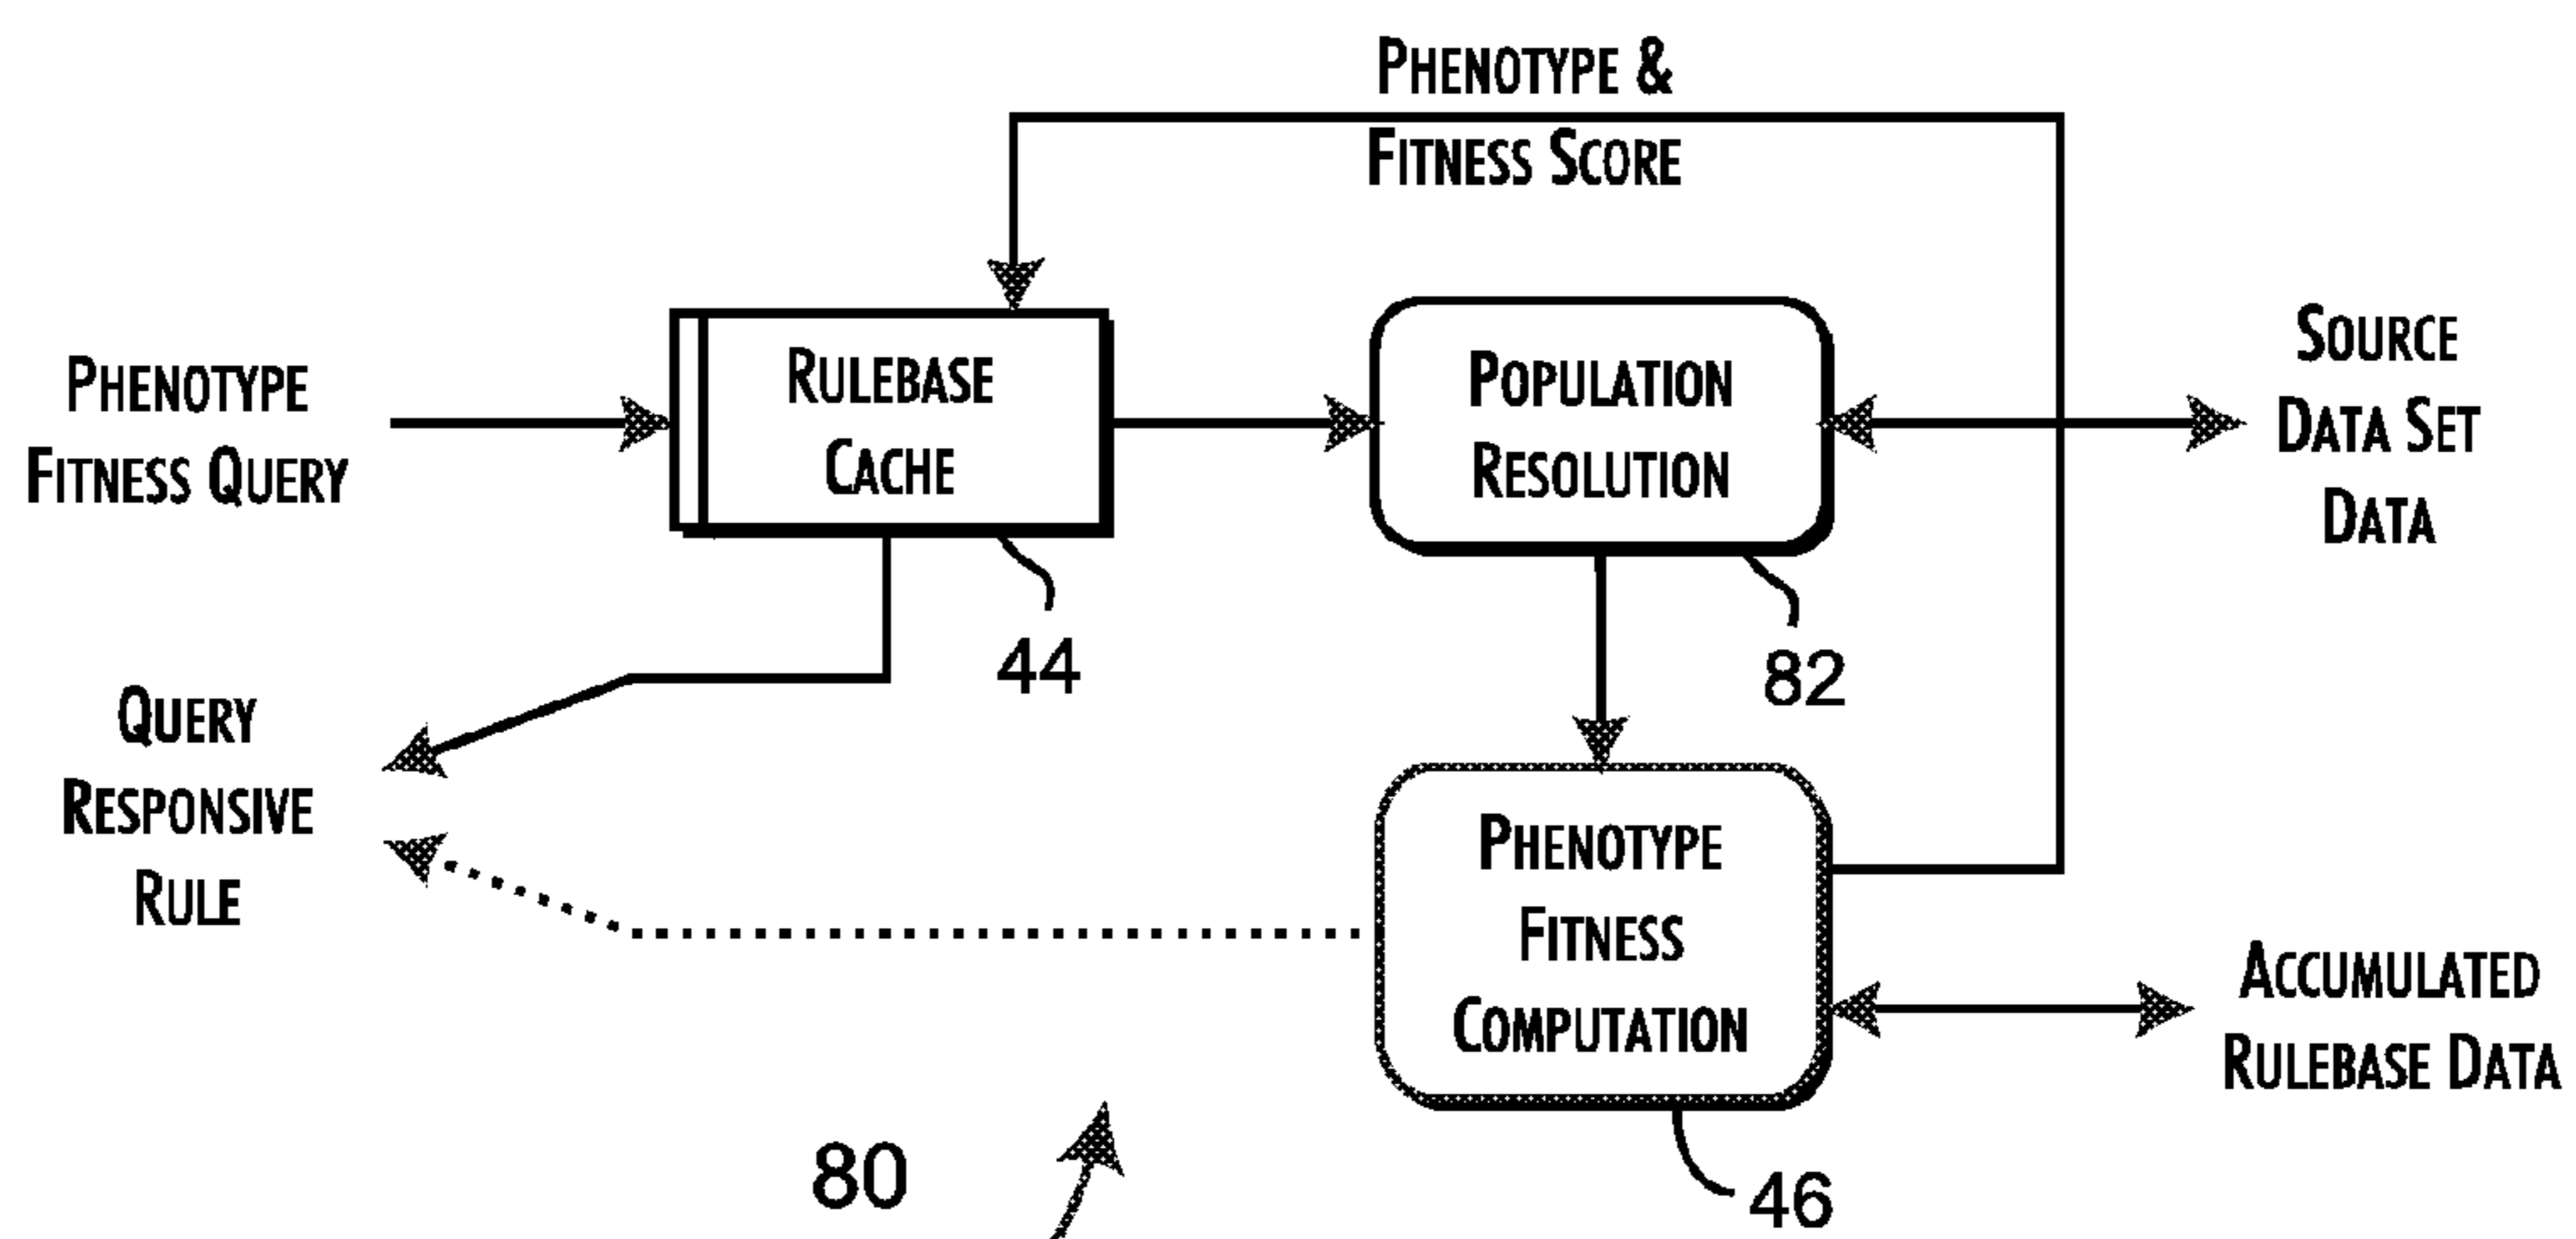 PHENOTYPE &
FITNESS SCORE
PHENOTYPE
FITNESS QUERY
RULEBASE
CACHE
POPULATION
RESOLUTION
SOURCE
DATA SET
DATA
44
82
QUERY
RESPONSIVE
RULE
PHENOTYPE
FITNESS
COMPUTATION
ACCUMULATED
RULEBASE DATA
80
46